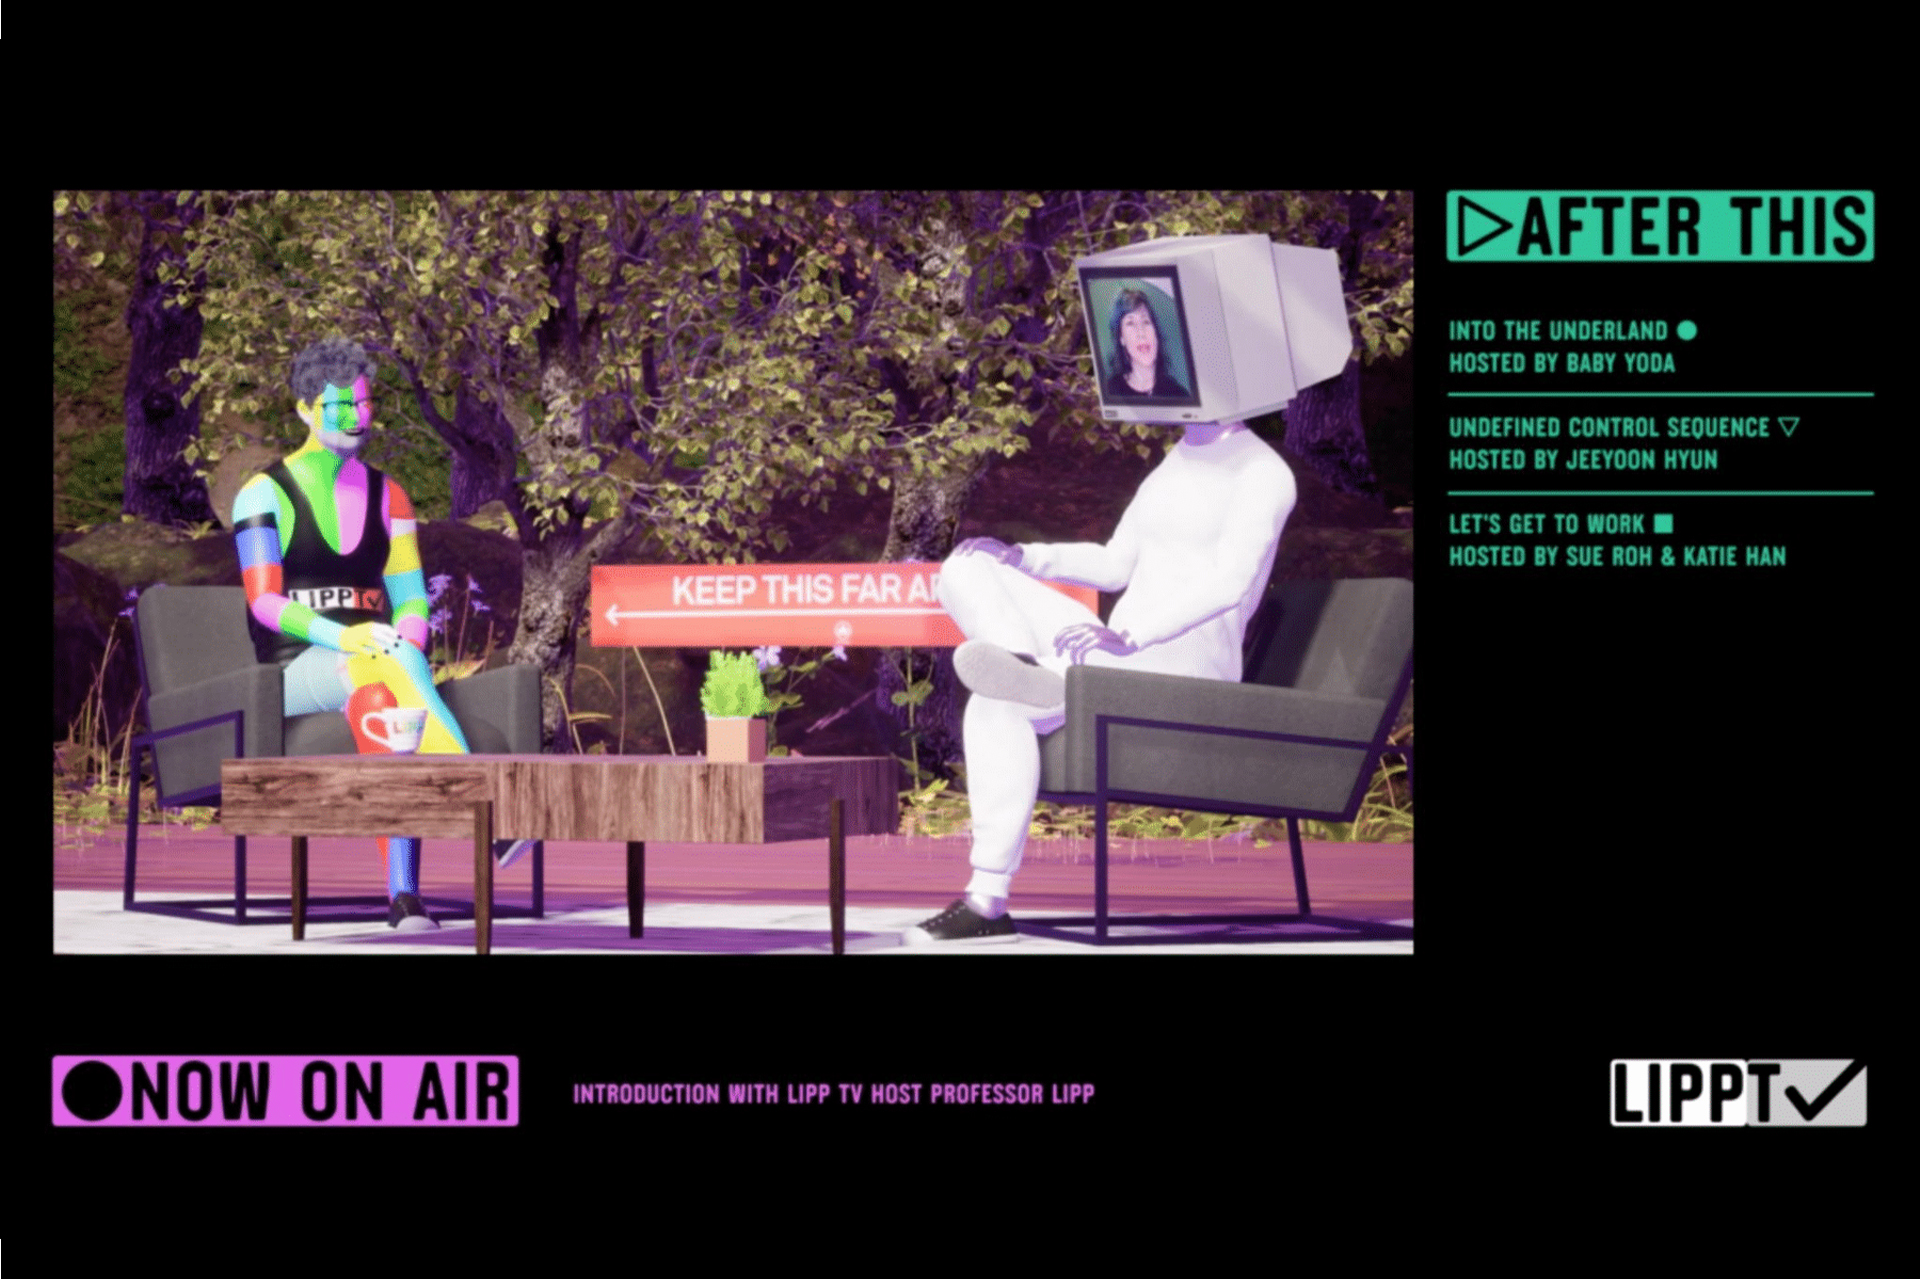 AFTER THIS
INTO THE UNDERLAND
HOSTED BY BABY YODA
UNDEFINED CONTROL SEQUENCE
HOSTED BY JEEYOON HYUN
LET'S GET TO WORK
HOSTED BY SUE ROH & KATIE HAN
KEEP THIS FAR
LIPPTV
NOW ON AIR
INTRODUCTION WITH LIPP TV HOST PROFESSOR LIPP
LIPPTV